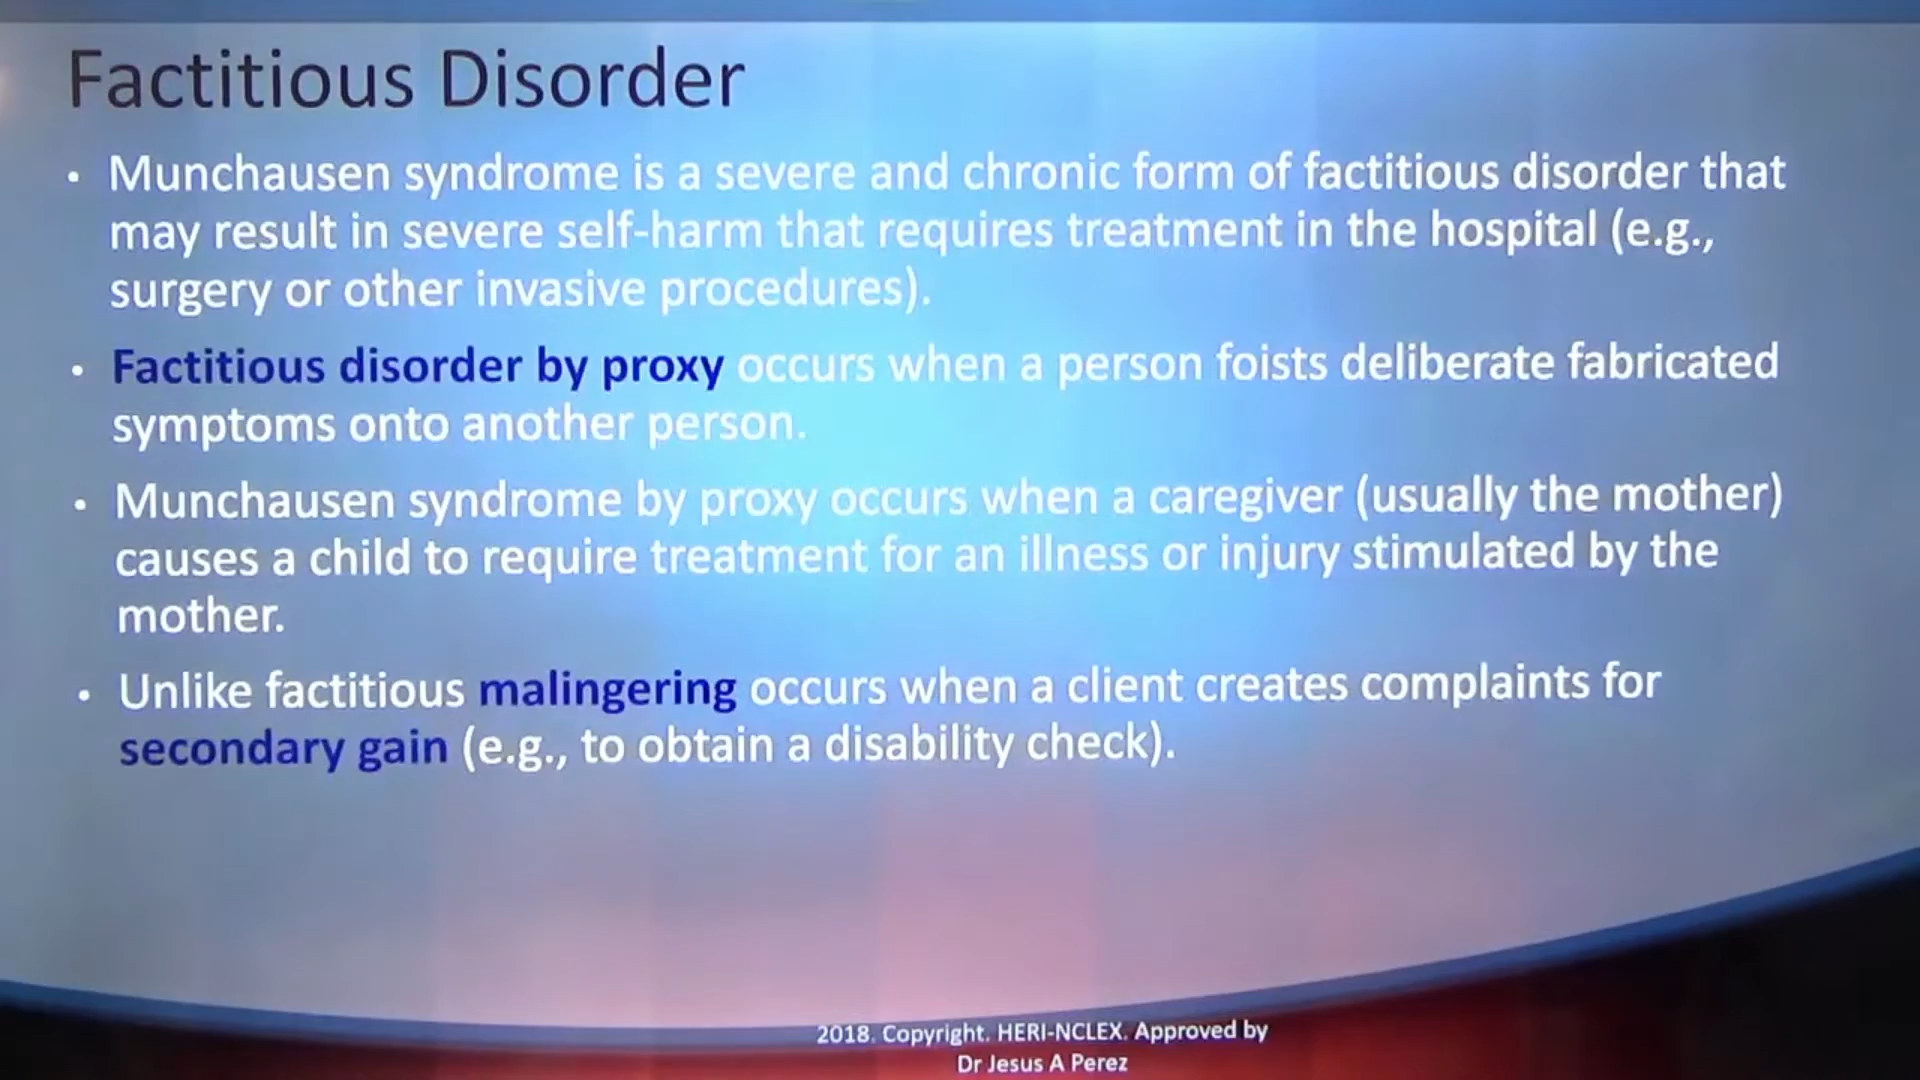 Factitious Disorder
• Munchausen syndrome is a severe and chronic form of factitious disorder that
may result in severe self-harm that requires treatment in the hospital (e.g.,
surgery or other invasive procedures).
• Factitious disorder by proxy occurs when a person foists deliberate fabricated
symptoms onto another person.
• Munchausen syndrome by proxy occurs when a caregiver (usually the mother)
causes a child to require treatment for an illness or injury stimulated by the
mother.
• Unlike factitious malingering occurs when a client creates complaints for
secondary gain (e.g., to obtain a disability check).
2018. Copyright. HERI-NCLEX. Approved by
Dr Jesus A Perez